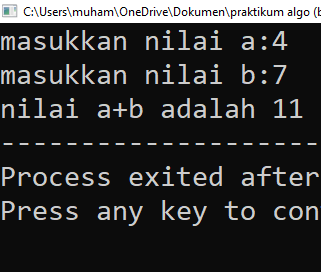 C:\Users\muham\OneDrive\Dokumen\praktikum algo (b
masukkan nilai a:4
masukkan nilai b:7
nilai a+b adalah 11
--------------------
Process exited after
Press any key to con